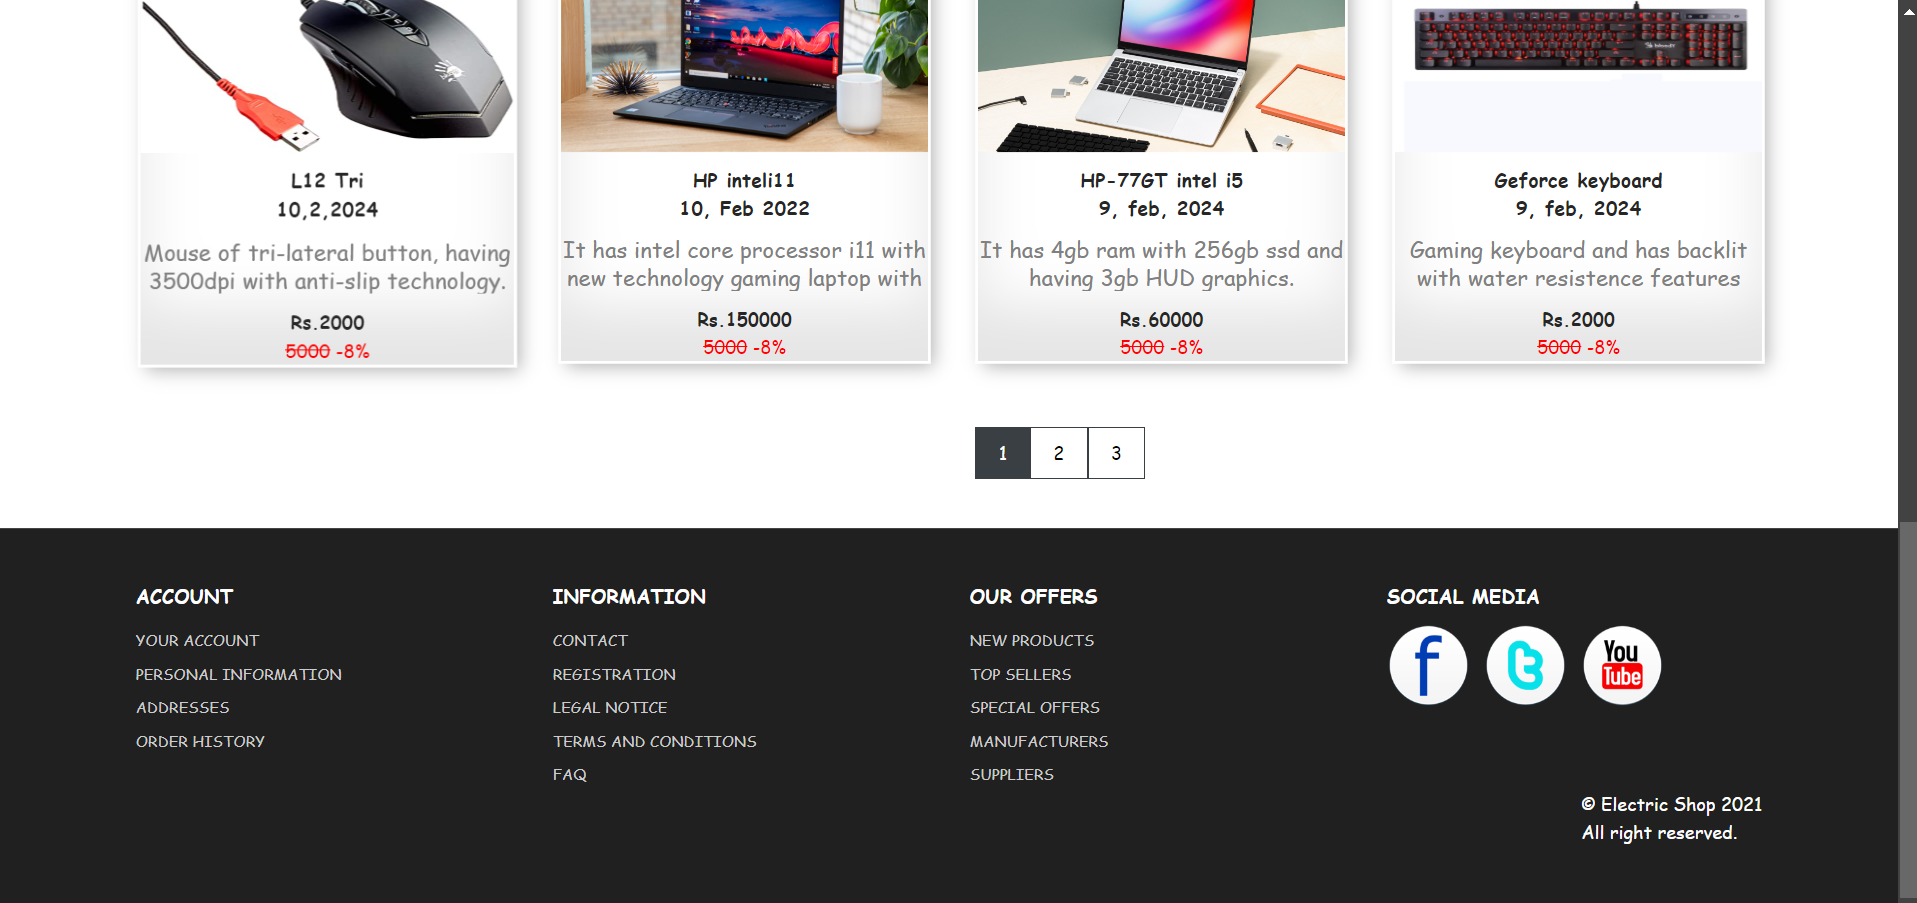 L12 Tri
10,2,2024
Mouse of tri-lateral button, having
3500dpi with anti-slip technology.
Rs.2000
5000 -8%
HP inteli11
10, Feb 2022
It has intel core processor i11 with
new technology gaming laptop with
Rs.150000
5000 -8%
HP-77GT intel i5
9, feb, 2024
It has 4gb ram with 256gb ssd and
having 3gb HUD graphics.
Rs.60000
5000 -8%
Geforce keyboard
9, feb, 2024
Gaming keyboard and has backlit
with water resistence features
Rs.2000
5000 -8%
1 2 3
ACCOUNT
YOUR ACCOUNT
PERSONAL INFORMATION
ADDRESSES
ORDER HISTORY
INFORMATION
CONTACT
REGISTRATION
LEGAL NOTICE
TERMS AND CONDITIONS
FAQ
OUR OFFERS
NEW PRODUCTS
TOP SELLERS
SPECIAL OFFERS
MANUFACTURERS
SUPPLIERS
SOCIAL MEDIA
You
Tube
© Electric Shop 2021
All right reserved.